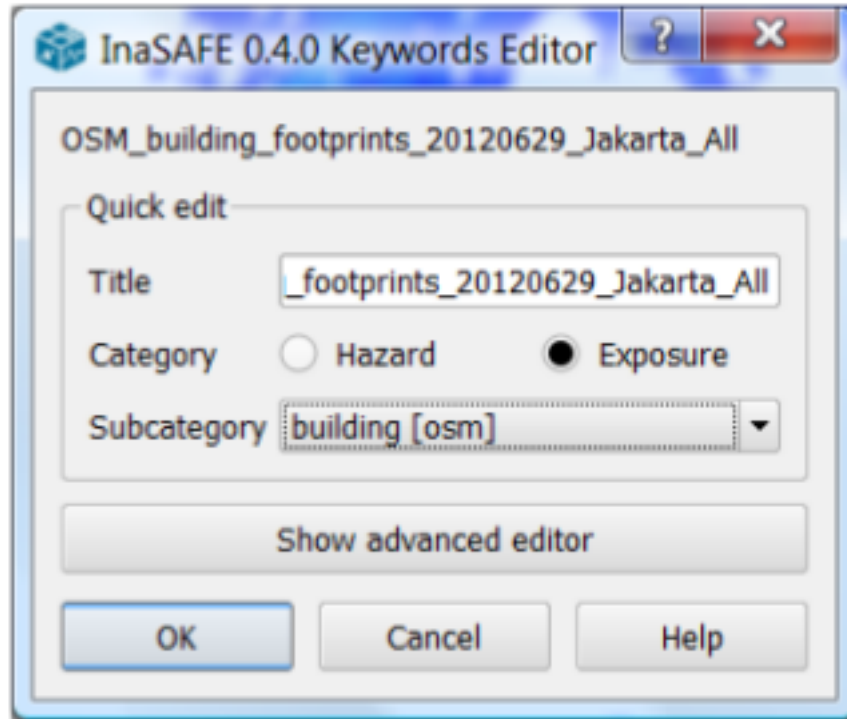 InaSAFE 0.4.0 Keywords Editor ?
OSM_building_footprints_20120629_Jakarta_All
Quick edit
Title _footprints_20120629_Jakarta_All
Category Hazard Exposure
Subcategory building [osm]
Show advanced editor
OK Cancel Help